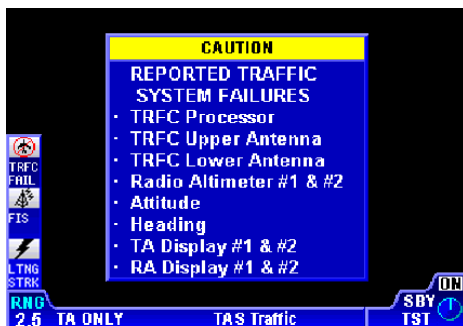 CAUTION
REPORTED TRAFFIC
SYSTEM FAILURES
· TRFC Processor
· TRFC Upper Antenna
· TRFC Lower Antenna
· Radio Altimeter #1 & #2
· Attitude
· Heading
· TA Display #1 & #2
· RA Display #1 & #2
TRFC
FAIL
FIS
LTNG
STRK
RNG
2.5
TA ONLY
TAS Traffic
ON
SBY
TST